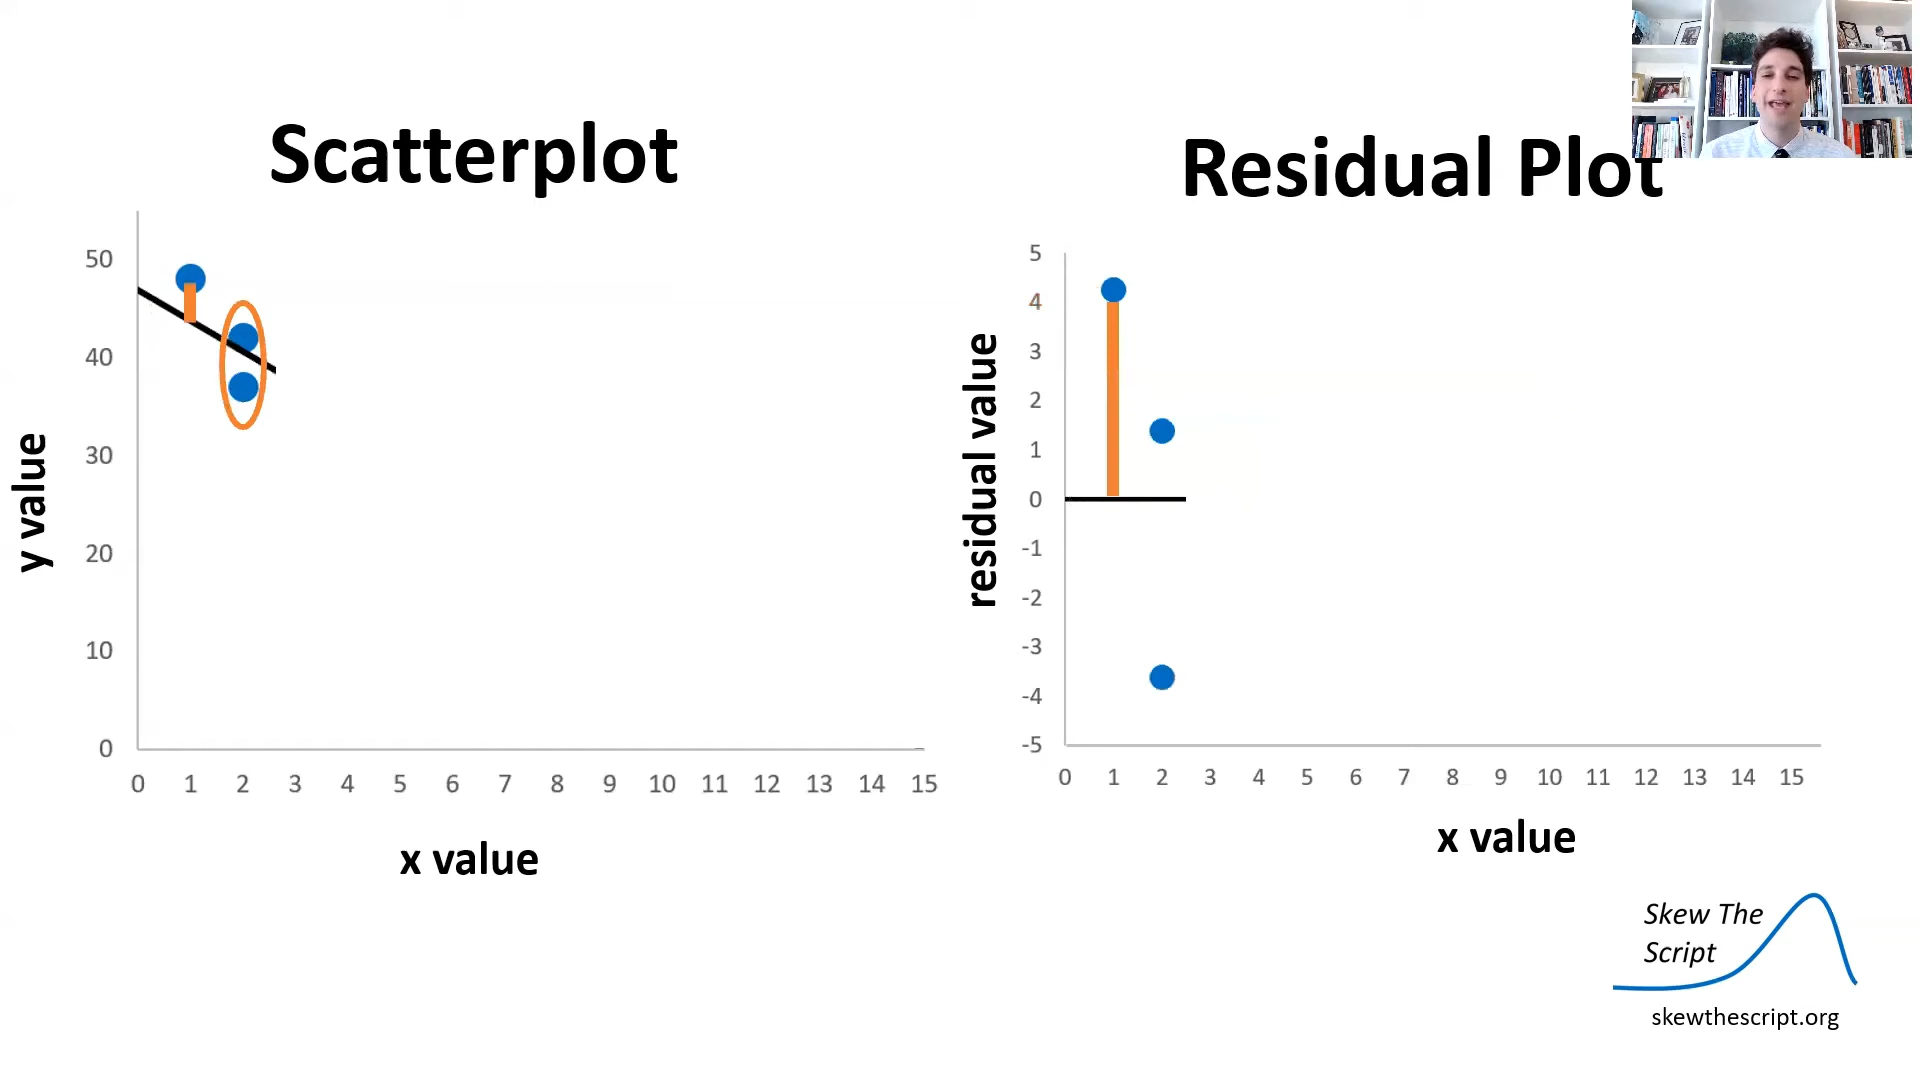 Scatterplot
50
40
30
20
10
0
0 1 2 3 4 5 6 7 8 9 10 11 12 13 14 15
y value
x value
Residual Plot
5
4
3
2
1
0
-1
-2
-3
-4
-5
0 1 2 3 4 5 6 7 8 9 10 11 12 13 14 15
residual value
x value
Skew The
Script
skewthescript.org